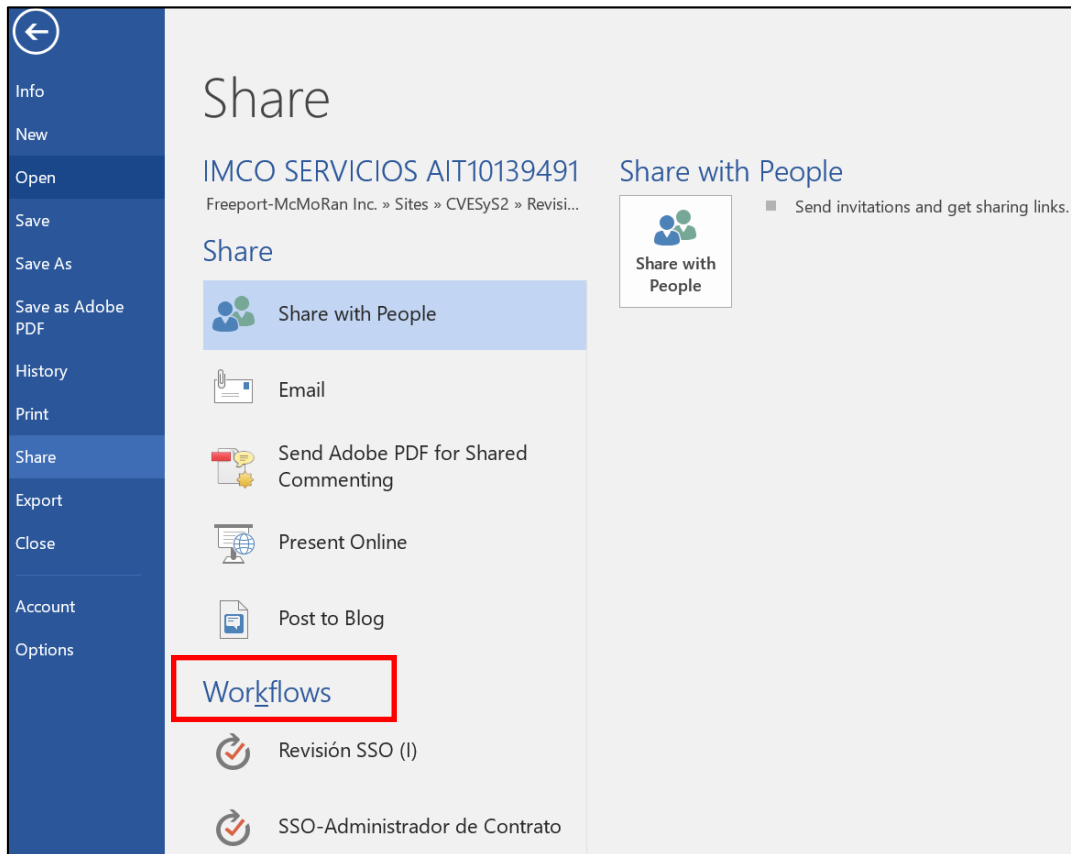 Info
New
Open
Save
Save As
Save as Adobe
PDF
History
Print
Share
Export
Close
Account
Options
Share
IMCO SERVICIOS AIT10139491
Freeport-McMoRan Inc. » Sites » CVESyS2 » Revisi...
Share
Share with People
Email
Send Adobe PDF for Shared
Commenting
Present Online
Post to Blog
Workflows
Revisión SSO (I)
SSO-Administrador de Contrato
Share with People
Share with
People
Send invitations and get sharing links.